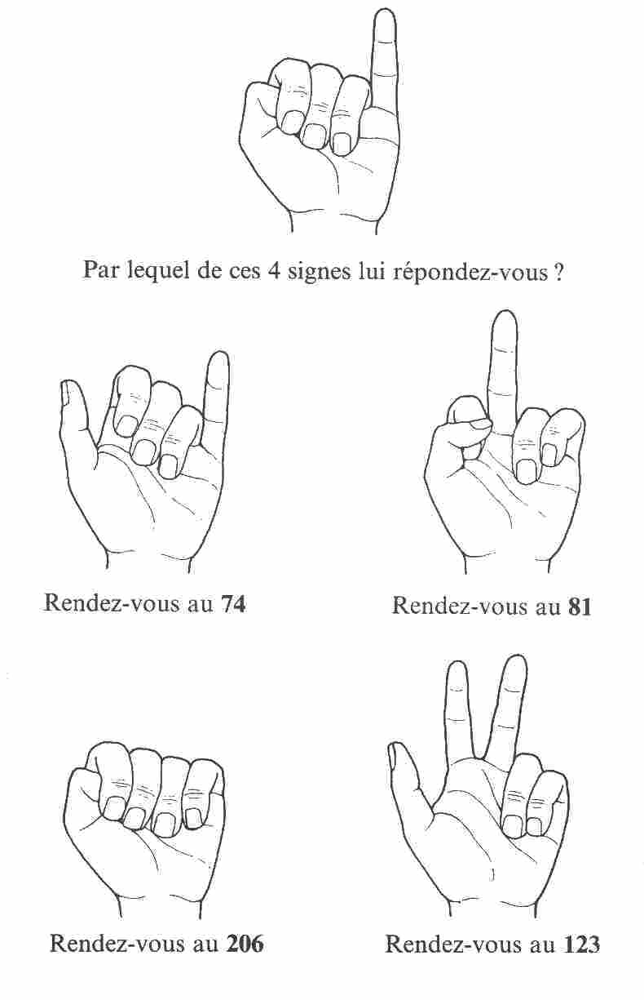 Par lequel de ces 4 signes lui répondez-vous ?
Rendez-vous au 74
Rendez-vous au 81
Rendez-vous au 206
Rendez-vous au 123